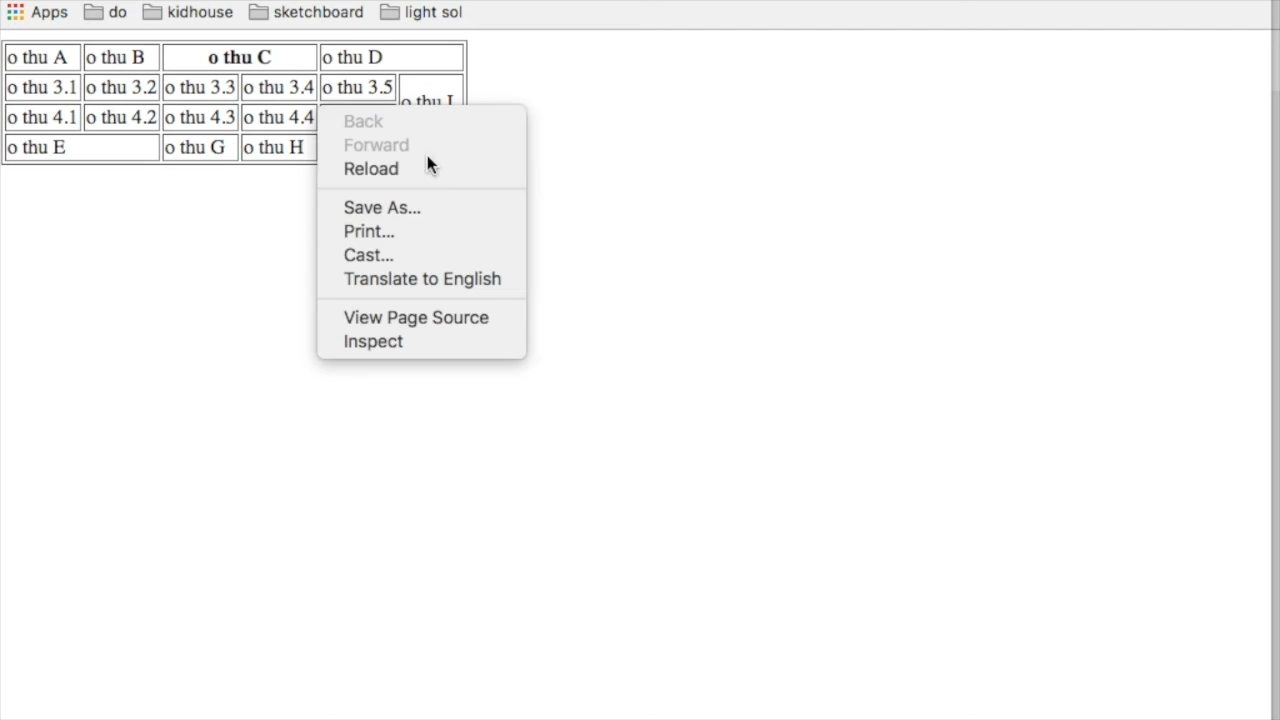 Apps do kidhouse sketchboard light sol
o thu A o thu B o thu C o thu D
o thu 3.1 o thu 3.2 o thu 3.3 o thu 3.4 o thu 3.5
o thu
o thu 4.1 o thu 4.2 o thu 4.3 o thu 4.4
o thu E o thu G o thu H
Back
Forward
Reload
Save As...
Print...
Cast...
Translate to English
View Page Source
Inspect